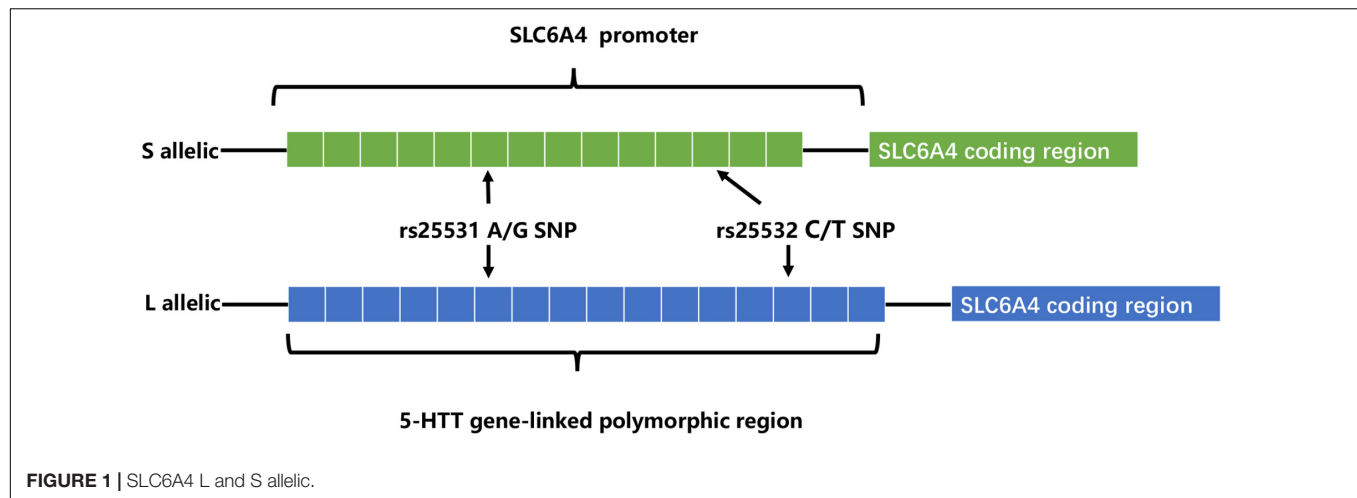 SLC6A4 promoter
S allelic
SLC6A4 coding region
rs25531 A/G SNP
rs25532 C/T SNP
L allelic
SLC6A4 coding region
5-HTT gene-linked polymorphic region
FIGURE 1 | SLC6A4 L and S allelic.